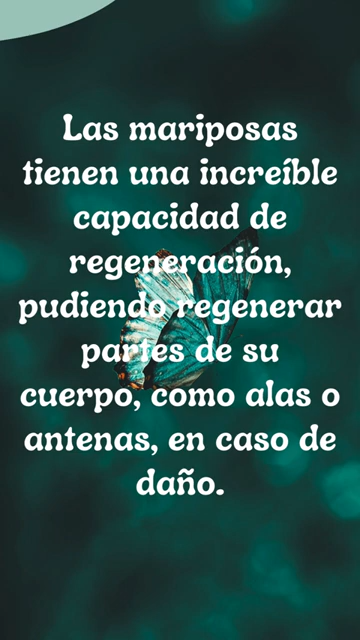 Las mariposas
tienen una increíble
capacidad de
regeneración,
pudiendo regenerar
partes de su
cuerpo, como alas o
antenas, en caso de
daño.